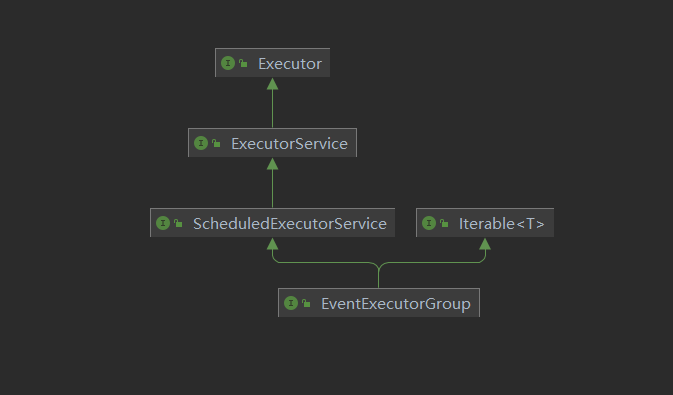 Executor
ExecutorService
ScheduledExecutorService
Iterable<T>
EventExecutorGroup